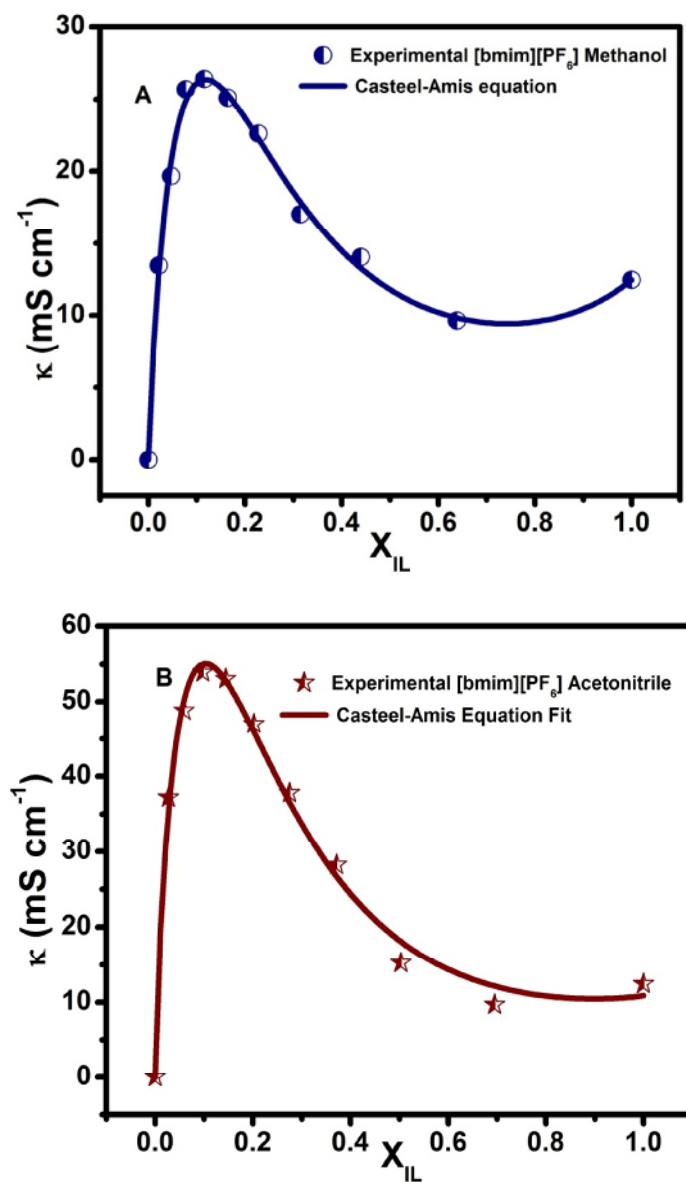 30
Experimental [bmim][PF6] Methanol
A
Casteel-Amis equation
20
κ (mS cm-1)
10
0
0.0 0.2 0.4 0.6 0.8 1.0
XIL
60
B
Experimental [bmim][PF6] Acetonitrile
50
Casteel-Amis Equation Fit
40
κ (mS cm-1)
30
20
10
0
0.0 0.2 0.4 0.6 0.8 1.0
XIL